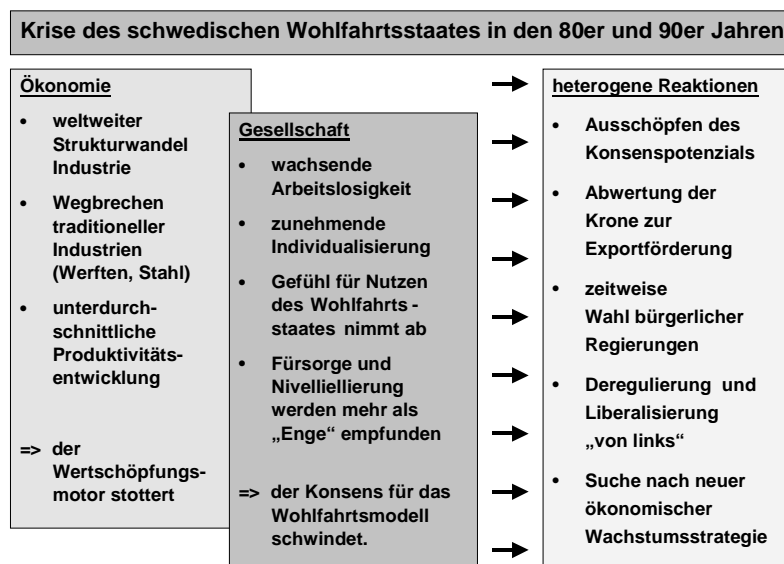 Krise des schwedischen Wohlfahrtsstaates in den 80er und 90er Jahren
Ökonomie
• weltweiter
Strukturwandel
Industrie
• Wegbrechen
traditioneller
Industrien
(Werften, Stahl)
• unterdurch-
schnittliche
Produktivitäts-
entwicklung
=> der
Wertschöpfungs-
motor stottert
Gesellschaft
• wachsende
Arbeitslosigkeit
• zunehmende
Individualisierung
• Gefühl für Nutzen
des Wohlfahrts -
staates nimmt ab
• Fürsorge und
Nivelliellierung
werden mehr als
„Enge“ empfunden
=> der Konsens für das
Wohlfahrtsmodell
schwindet.
heterogene Reaktionen
• Ausschöpfen des
Konsenspotenzials
• Abwertung der
Krone zur
Exportförderung
• zeitweise
Wahl bürgerlicher
Regierungen
• Deregulierung und
Liberalisierung
„von links“
• Suche nach neuer
ökonomischer
Wachstumsstrategie